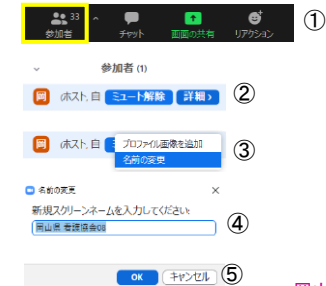 33
参加者 チャット 画面の共有 リアクション ①
参加者 (1)
岡 (ホスト, 自 ミュート解除 詳細 > ②
岡 (ホスト, 自 プロファイル画像を追加
名前の変更 ③
名前の変更 ×
新規スクリーンネームを入力してください:
岡山県 看護協会08 ④
OK キャンセル ⑤